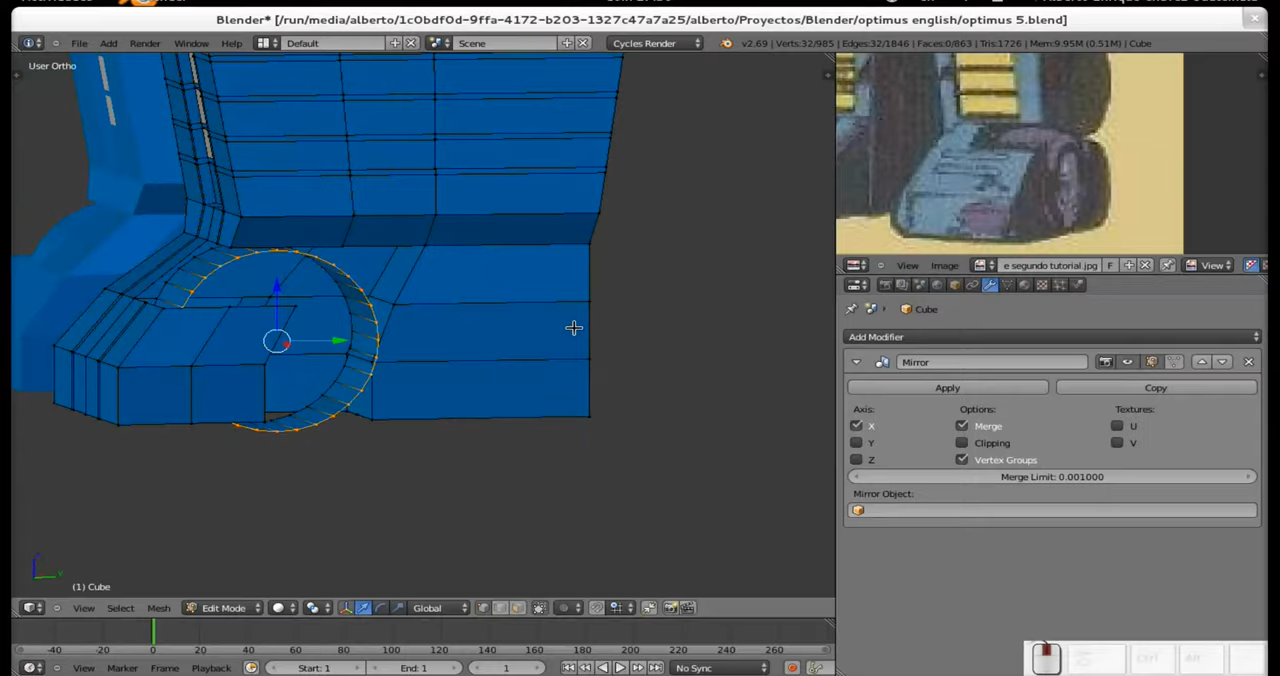 Blender* [/run/media/alberto/1c0bdf0d-9ffa-4172-b203-1327c47a7a25/alberto/Proyectos/Blender/optimus english/optimus 5.blend]
File Add Render Window Help Default Scene Cycles Render v2.69 | Verts:32/985 | Edges:32/1846 | Faces:0/863 | Tris:1726 | Mem:9.95M (0.51M) | Cube
User Ortho
View Image e segundo tutorial.jpg F View
Cube
Add Modifier
Mirror
Apply Copy
Axis: Options: Textures:
X Merge U
Y Clipping V
Z Vertex Groups
Merge Limit: 0.001000
Mirror Object:
(1) Cube
View Select Mesh Edit Mode Global
-40 -20 0 20 40 60 80 100 120 140 160 180 200 220 240 260
View Marker Frame Playback Start: 1 End: 1 1 No Sync
Ctrl Alt